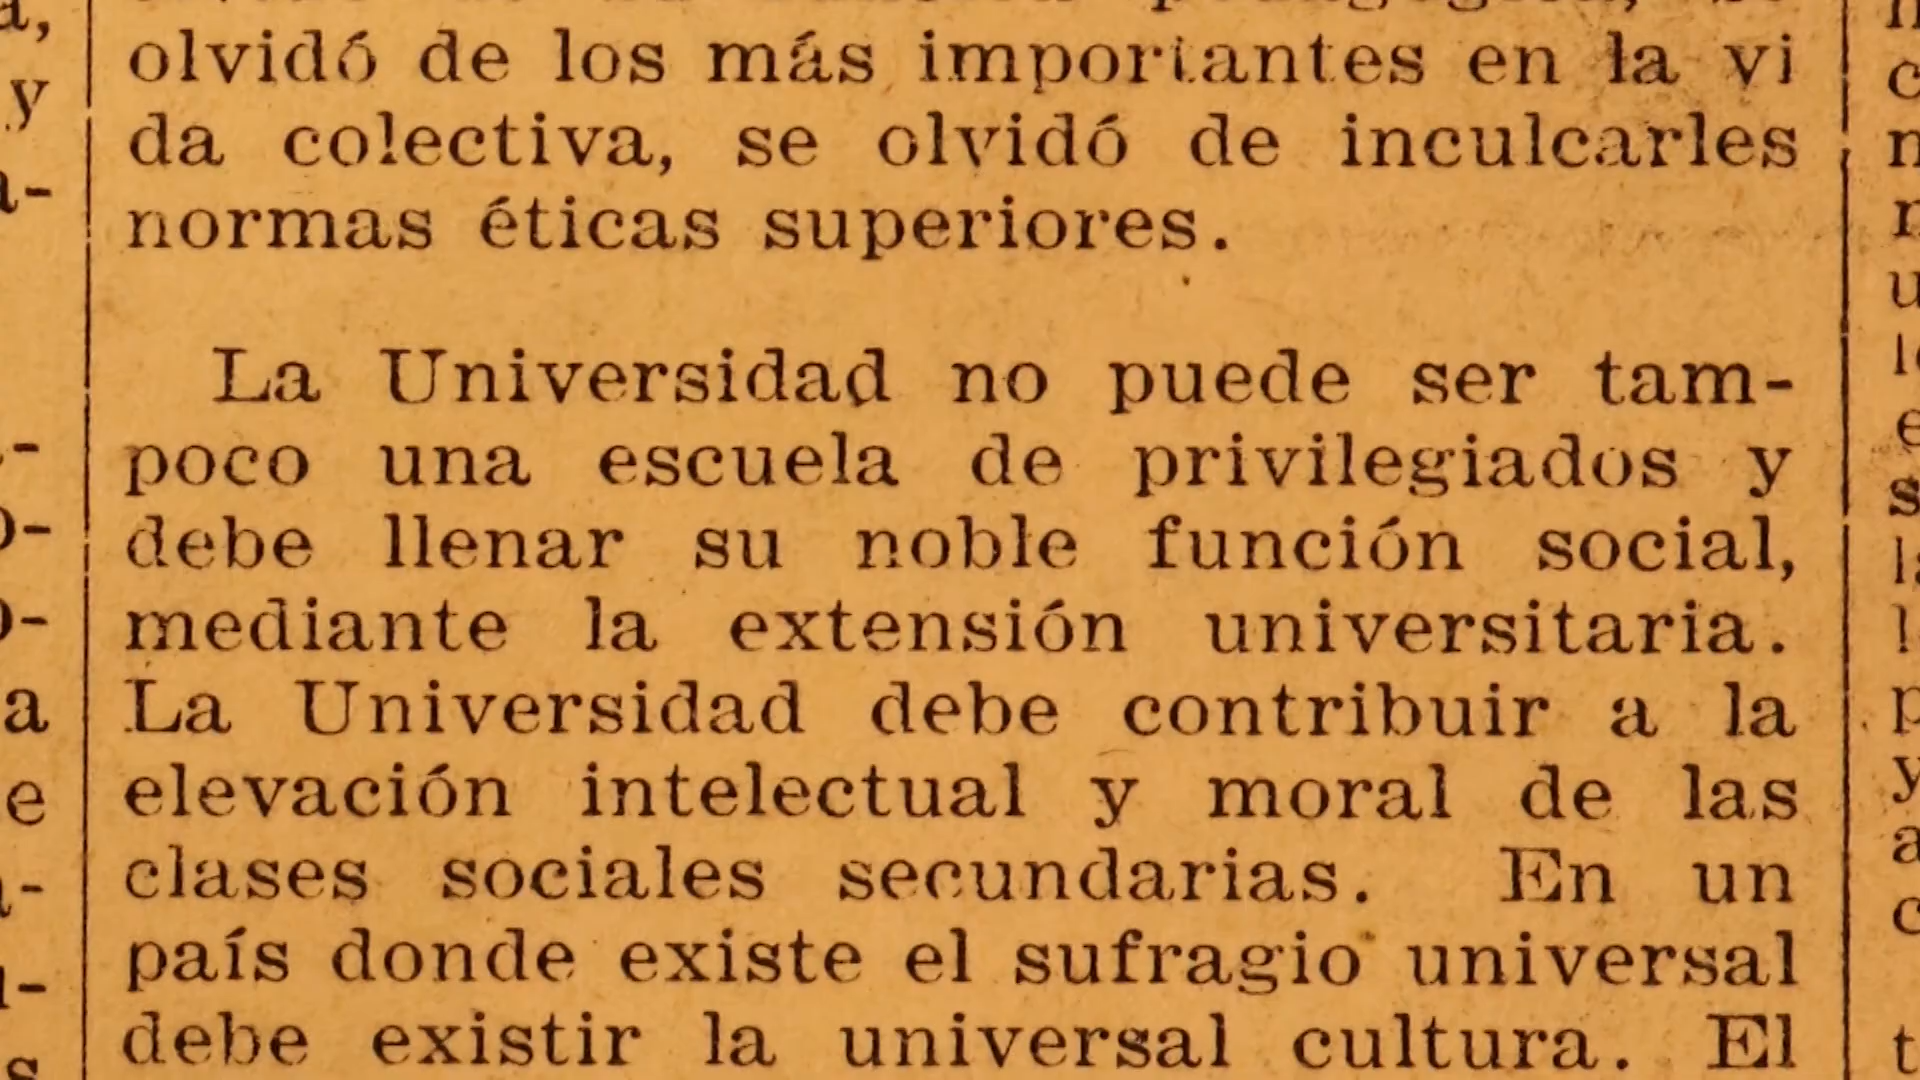 olvidó de los más importantes en la vi
da colectiva, se olvidó de inculcarles
normas éticas superiores.
La Universidad no puede ser tam-
poco una escuela de privilegiados y
debe llenar su noble función social,
mediante la extensión universitaria.
La Universidad debe contribuir a la
elevación intelectual y moral de las
clases sociales secundarias. En un
país donde existe el sufragio universal
debe existir la universal cultura. El